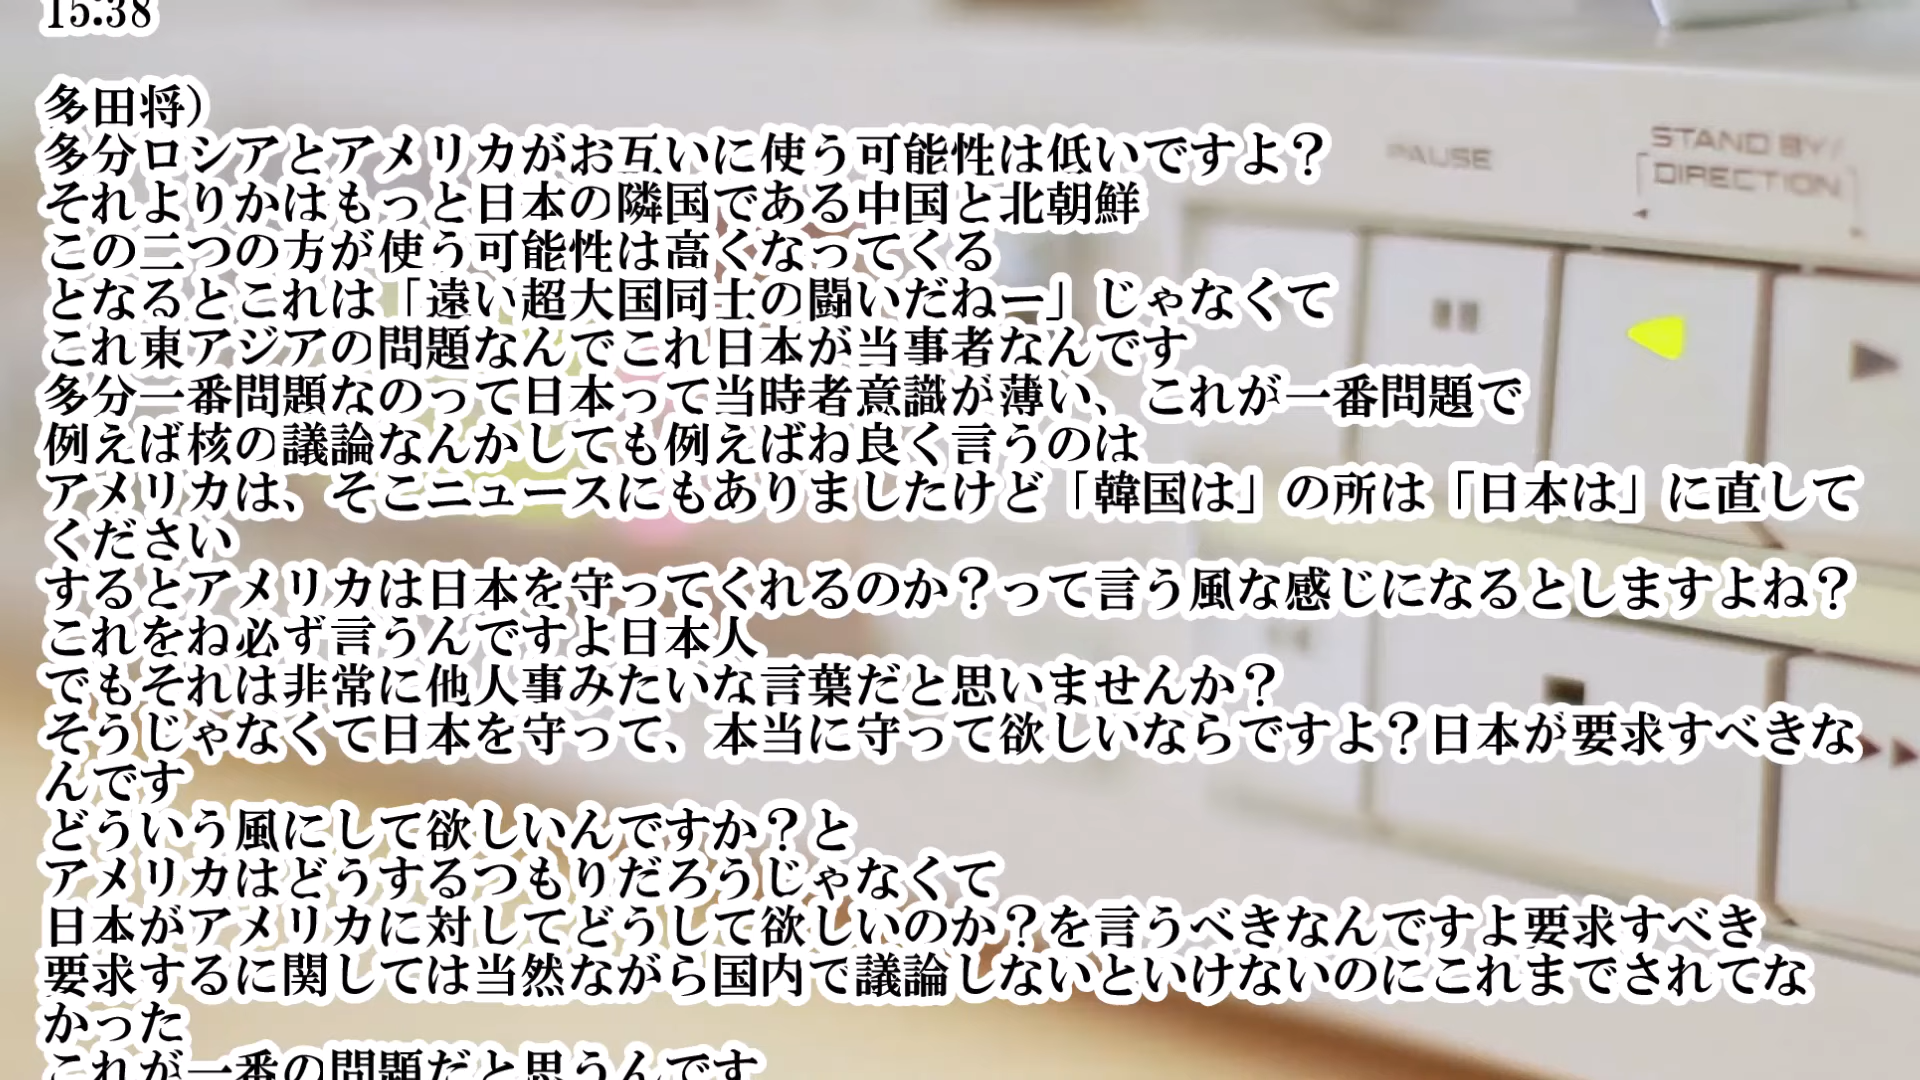 15:38
多田将）
多分ロシアとアメリカがお互いに使う可能性は低いですよ？
それよりかはもっと日本の隣国である中国と北朝鮮
この二つの方が使う可能性は高くなってくる
となるとこれは「遠い超大国同士の闘いだねー」じゃなくて
これ東アジアの問題なんでこれ日本が当事者なんです
多分一番問題なのって日本って当時者意識が薄い、これが一番問題で
例えば核の議論なんかしても例えばね良く言うのは
アメリカは、そこニュースにもありましたけど「韓国は」の所は「日本は」に直して
ください
するとアメリカは日本を守ってくれるのか？って言う風な感じになるとしますよね？
これをね必ず言うんですよ日本人
でもそれは非常に他人事みたいな言葉だと思いませんか？
そうじゃなくて日本を守って、本当に守って欲しいならですよ？日本が要求すべきな
んです
どういう風にして欲しいんですか？と
アメリカはどうするつもりだろうじゃなくて
日本がアメリカに対してどうして欲しいのか？を言うべきなんですよ要求すべき
要求するに関しては当然ながら国内で議論しないといけないのにこれまでされてな
かった
これが一番の問題だと思うんです
PAUSE
STAND BY/
DIRECTION